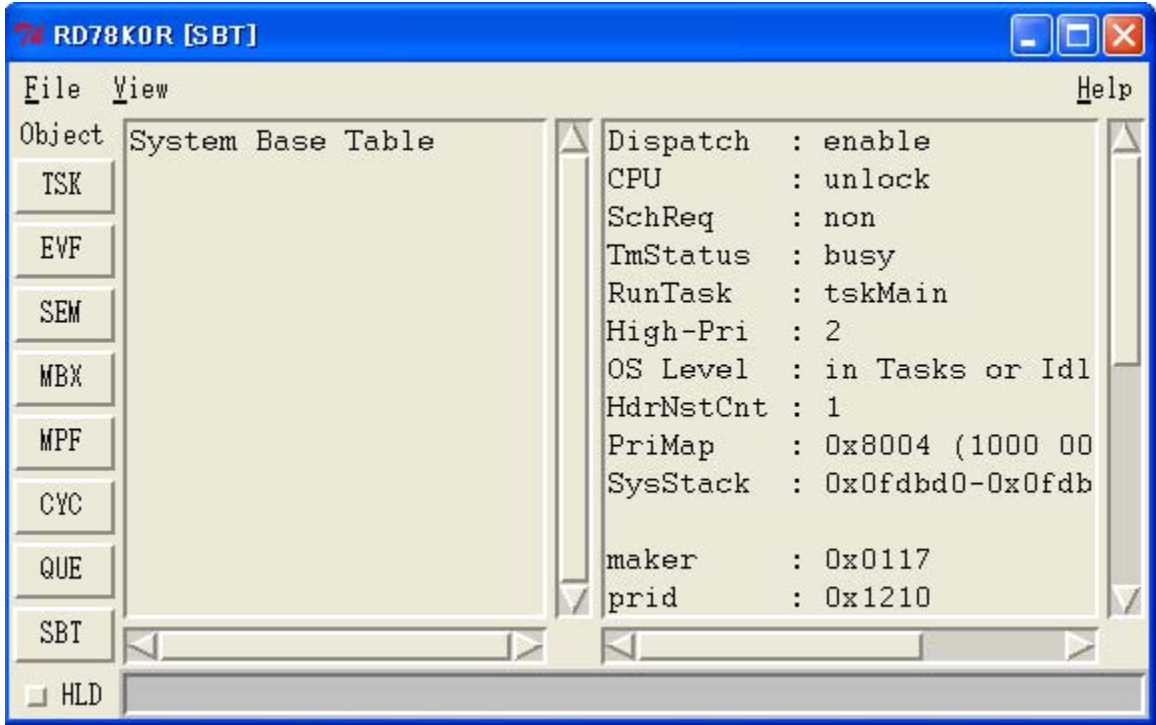 RD78K0R [SBT]
File View Help
Object
TSK
EVF
SEM
MBX
MPF
CYC
QUE
SBT
HLD
System Base Table
Dispatch : enable
CPU : unlock
SchReq : non
TmStatus : busy
RunTask : tskMain
High-Pri : 2
OS Level : in Tasks or Idl
HdrNstCnt : 1
PriMap : 0x8004 (1000 00
SysStack : 0x0fdbd0-0x0fdb
maker : 0x0117
prid : 0x1210